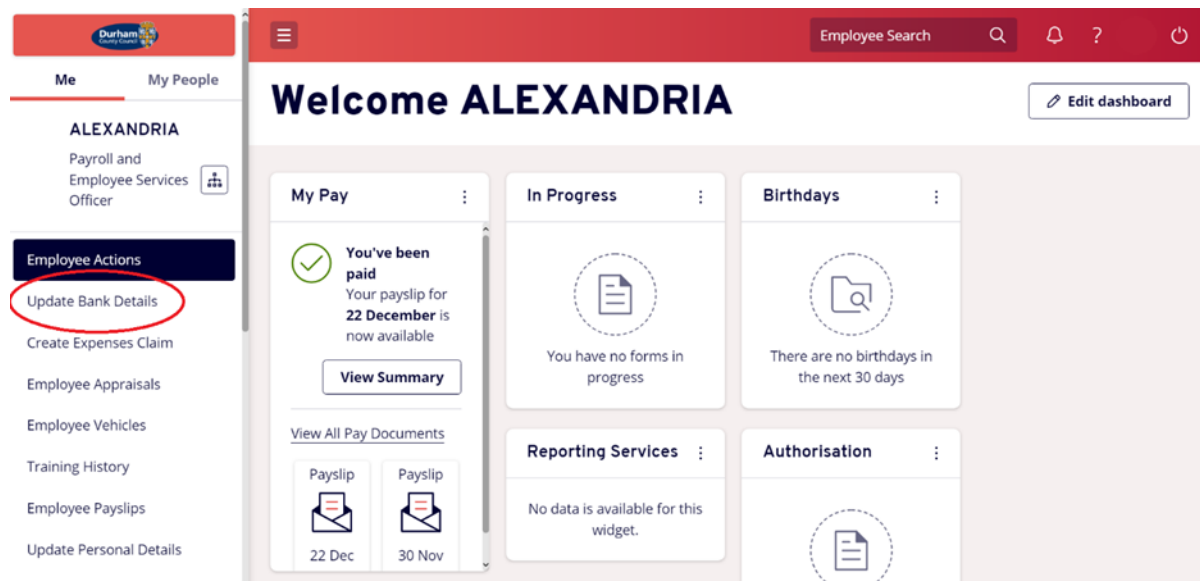 Durham
County Council
Me
My People
ALEXANDRIA
Payroll and
Employee Services
Officer
Employee Actions
Update Bank Details
Create Expenses Claim
Employee Appraisals
Employee Vehicles
Training History
Employee Payslips
Update Personal Details
Employee Search
?
Welcome ALEXANDRIA
Edit dashboard
My Pay
You've been
paid
Your payslip for
22 December is
now available
View Summary
View All Pay Documents
Payslip
22 Dec
Payslip
30 Nov
In Progress
You have no forms in
progress
Birthdays
There are no birthdays in
the next 30 days
Reporting Services
No data is available for this
widget.
Authorisation